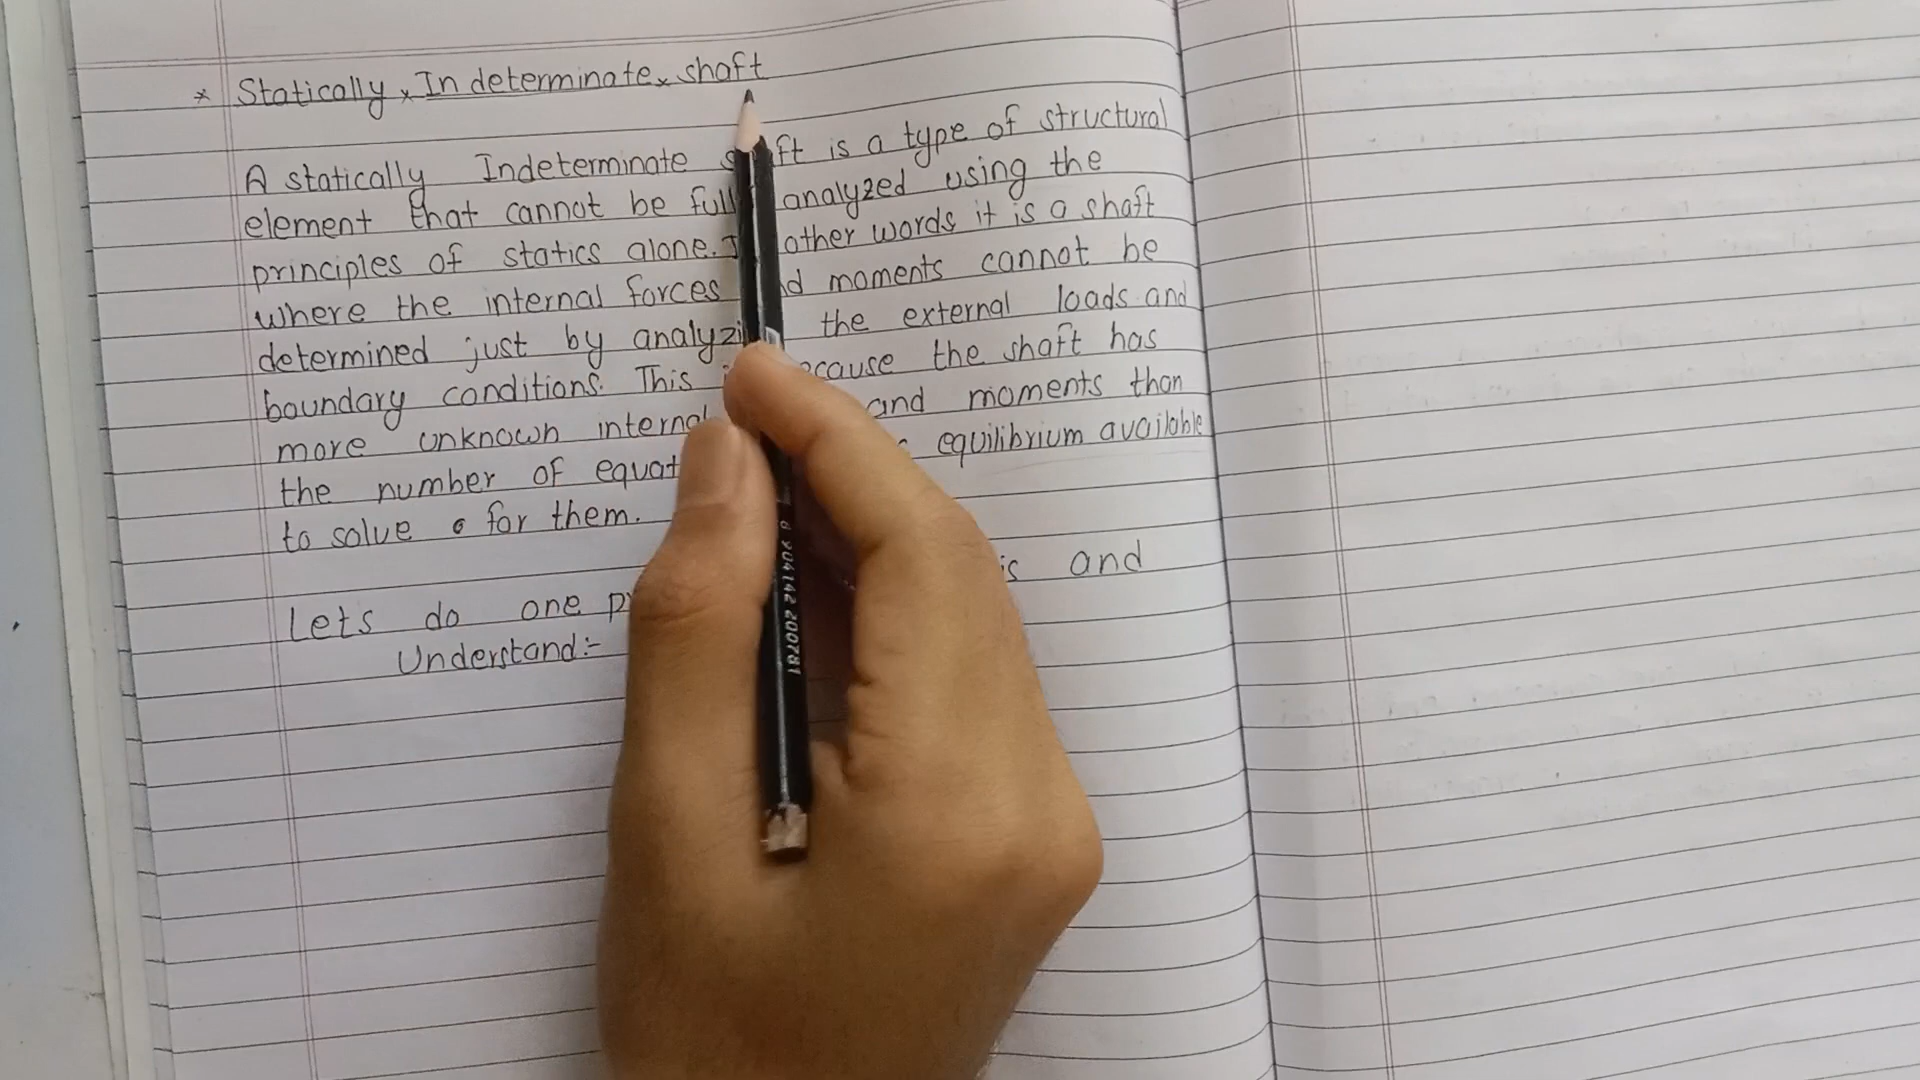 * Statically x Indeterminate x shaft
A statically Indeterminate ft is a type of structural
element that cannot be full analyzed using the
principles of statics alone. other words it is a shaft
where the internal forces moments cannot be
determined just by the external loads and
boundary conditions. This the shaft has
more unknown and moments than
the number of equilibrium available
to solve for them.
Lets do one and
Understand:-
6 904142 200781